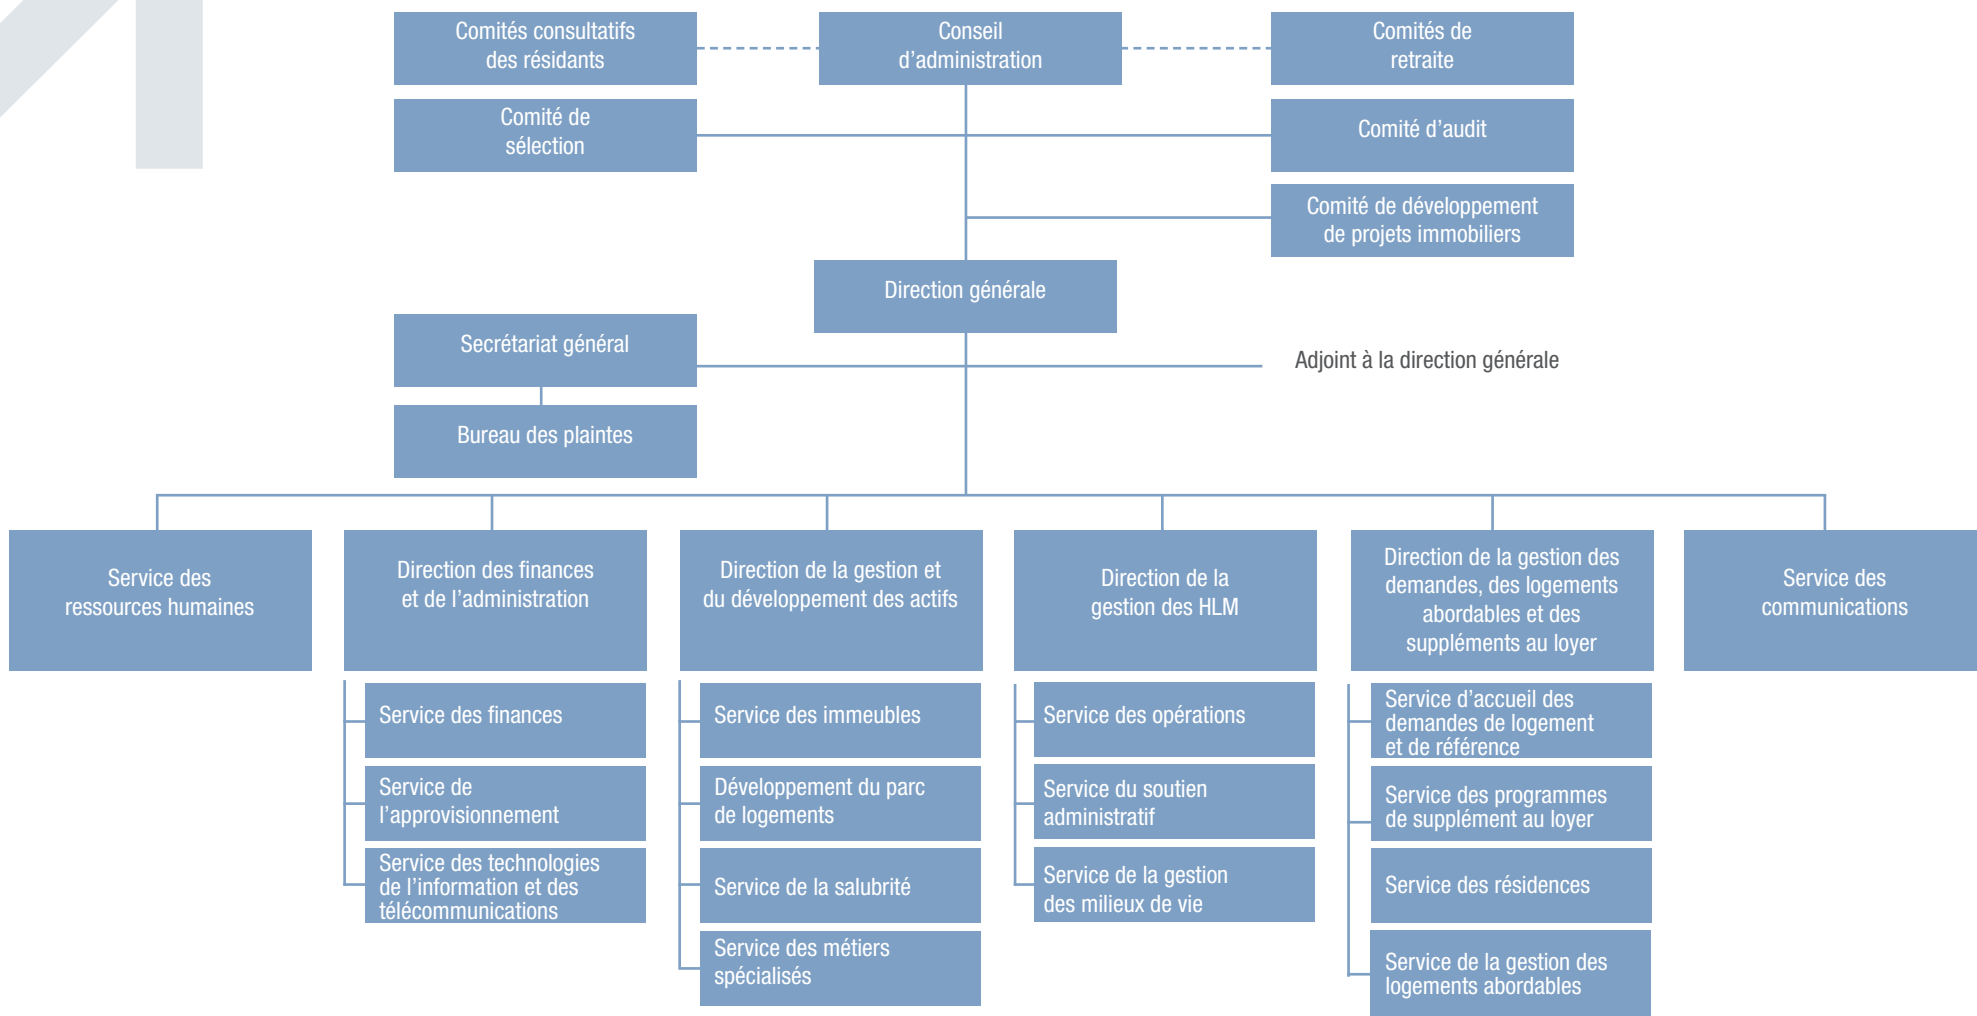 Comités consultatifs
des résidants
Conseil
d’administration
Comités de
retraite
Comité de
sélection
Comité d’audit
Comité de développement
de projets immobiliers
Direction générale
Secrétariat général
Adjoint à la direction générale
Bureau des plaintes
Service des
ressources humaines
Direction des finances
et de l’administration
Direction de la gestion et
du développement des actifs
Direction de la
gestion des HLM
Direction de la gestion des
demandes, des logements
abordables et des
suppléments au loyer
Service des
communications
Service des finances
Service de
l’approvisionnement
Service des technologies
de l’information et des
télécommunications
Service des immeubles
Développement du parc
de logements
Service de la salubrité
Service des métiers
spécialisés
Service des opérations
Service du soutien
administratif
Service de la gestion
des milieux de vie
Service d’accueil des
demandes de logement
et de référence
Service des programmes
de supplément au loyer
Service des résidences
Service de la gestion des
logements abordables